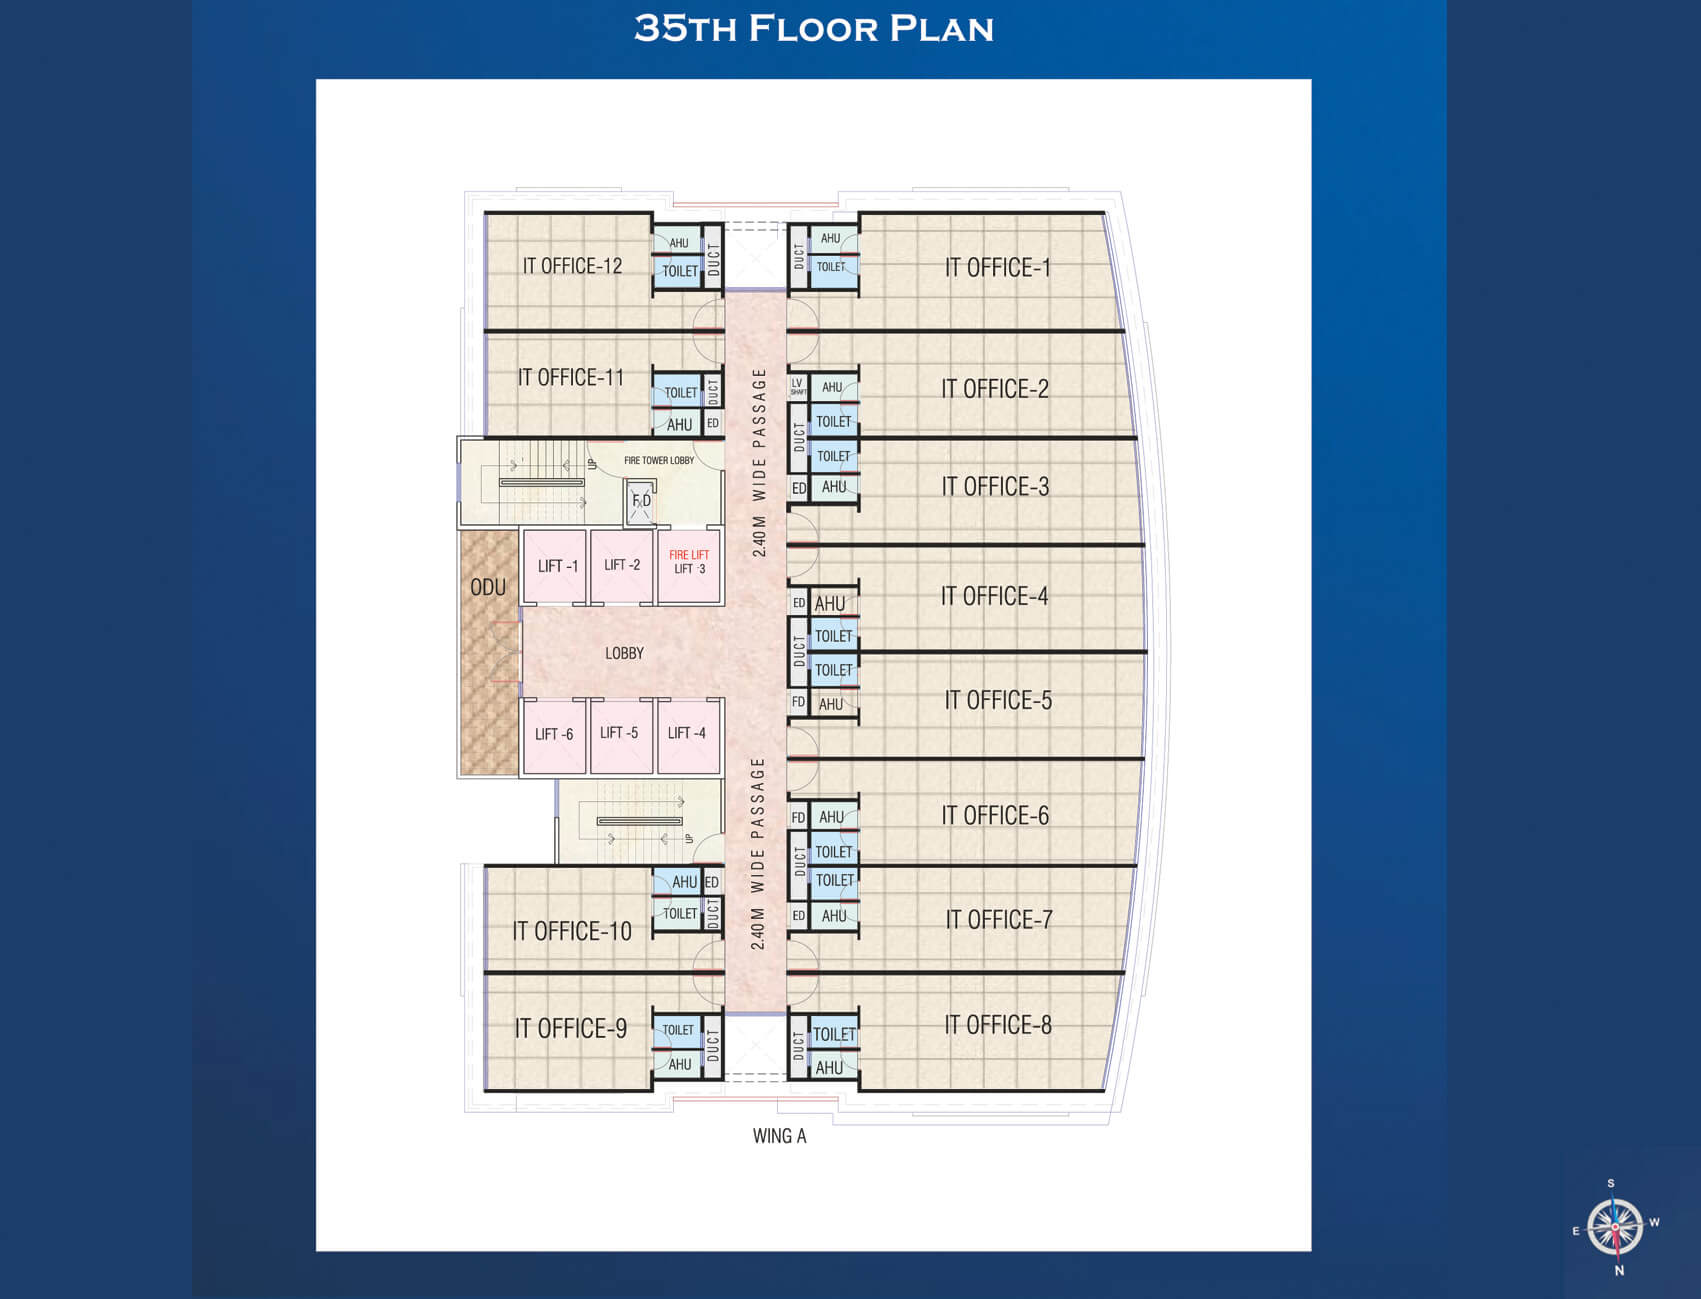 35TH FLOOR PLAN
IT OFFICE-12
AHU
TOILET
DUCT
DUCT
AHU
TOILET
IT OFFICE-1
IT OFFICE-11
TOILET
AHU
DUCT
ED
2.40 M WIDE PASSAGE
LV
SHAFT
AHU
DUCT
TOILET
IT OFFICE-2
UP
FIRE TOWER LOBBY
F.D
TOILET
ED
AHU
IT OFFICE-3
ODU
LIFT -1
LIFT -2
FIRE LIFT
LIFT -3
ED
AHU
DUCT
TOILET
IT OFFICE-4
LOBBY
TOILET
FD
AHU
IT OFFICE-5
LIFT -6
LIFT -5
LIFT -4
2.40 M WIDE PASSAGE
FD
AHU
DUCT
TOILET
IT OFFICE-6
UP
TOILET
ED
AHU
IT OFFICE-7
IT OFFICE-10
AHU
ED
TOILET
DUCT
IT OFFICE-9
TOILET
AHU
DUCT
DUCT
TOILET
AHU
IT OFFICE-8
WING A
S
E
W
N